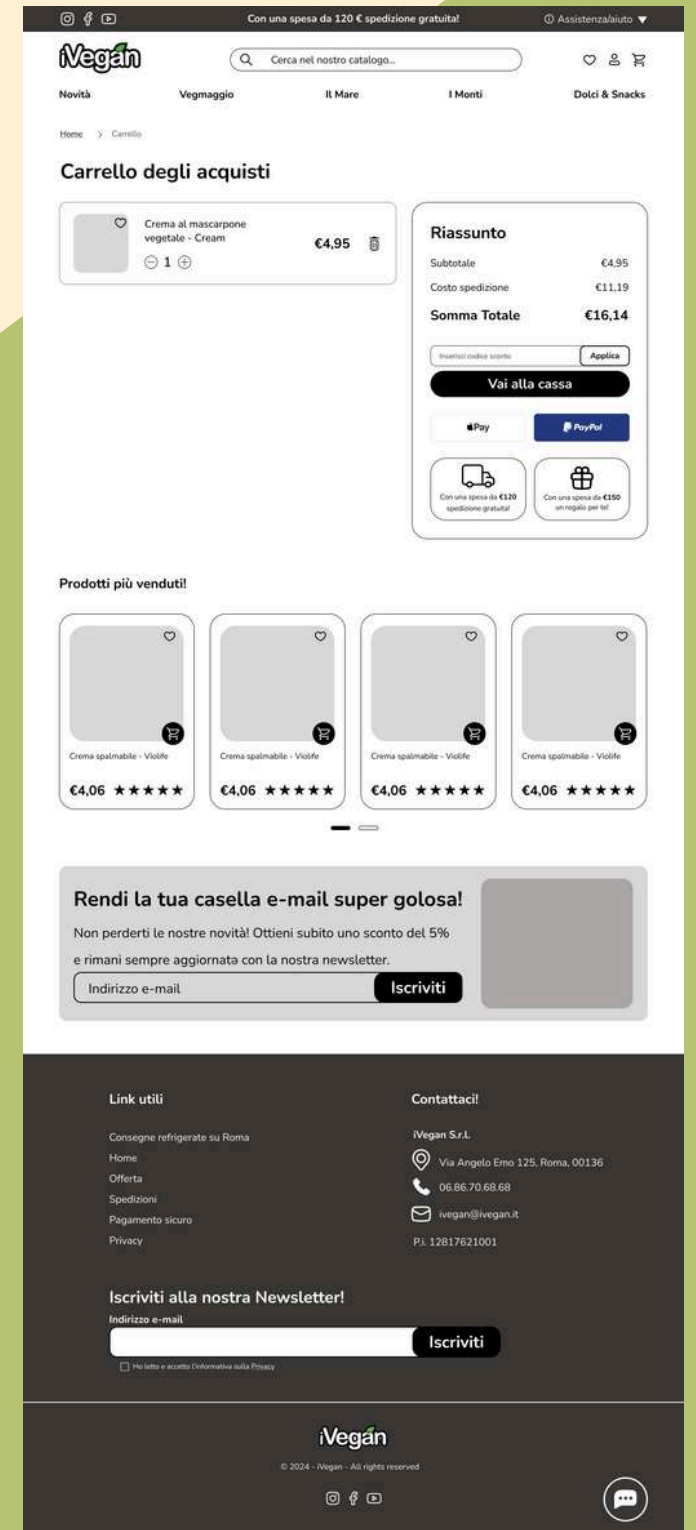 Con una spesa da 120 € spedizione gratuita!
Assistenza/aiuto ▼
iVegan
Cerca nel nostro catalogo...
Novità
Vegmaggio
Il Mare
I Monti
Dolci & Snacks
Home > Carrello
Carrello degli acquisti
Crema al mascarpone
vegetale - Cream
1
€4,95
Riassunto
Subtotale €4,95
Costo spedizione €11,19
Somma Totale €16,14
Inserisci codice sconto
Applica
Vai alla cassa
Pay
PayPal
Con una spesa da €120
spedizione gratuita!
Con una spesa da €150
un regalo per te!
Prodotti più venduti!
Crema spalmabile - Violife
€4,06 ★★★★★
Crema spalmabile - Violife
€4,06 ★★★★★
Crema spalmabile - Violife
€4,06 ★★★★★
Crema spalmabile - Violife
€4,06 ★★★★★
Rendi la tua casella e-mail super golosa!
Non perderti le nostre novità! Ottieni subito uno sconto del 5%
e rimani sempre aggiornatə con la nostra newsletter.
Indirizzo e-mail
Iscriviti
Link utili
Consegne refrigerate su Roma
Home
Offerta
Spedizioni
Pagamento sicuro
Privacy
Contattaci!
iVegan S.r.l.
Via Angelo Emo 125, Roma, 00136
06.86.70.68.68
ivegan@ivegan.it
P.i. 12817621001
Iscriviti alla nostra Newsletter!
Indirizzo e-mail
Iscriviti
Ho letto e accetto l'informativa sulla Privacy
iVegan
© 2024 - iVegan - All rights reserved